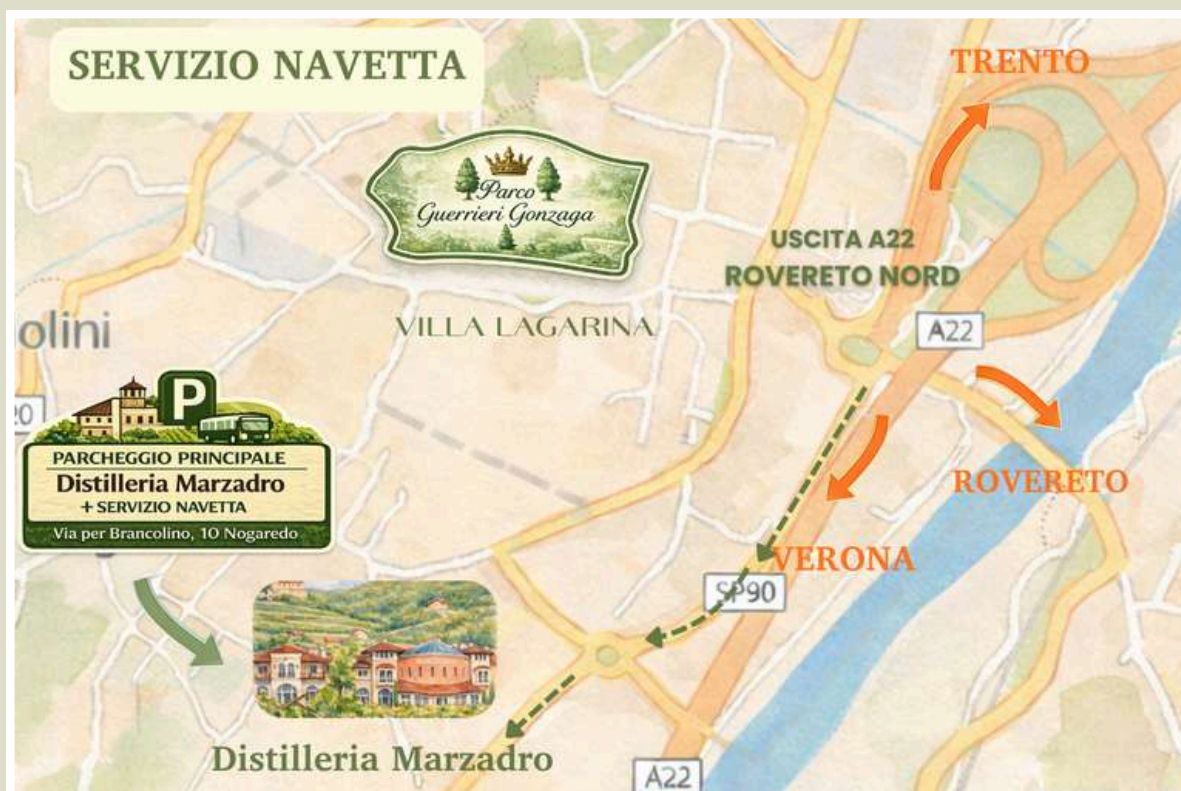 SERVIZIO NAVETTA
TRENTO
Parco
Guerrieri Gonzaga
USCITA A22
ROVERETO NORD
VILLA LAGARINA
A22
olini
20
P
PARCHEGGIO PRINCIPALE
Distilleria Marzadro
+ SERVIZIO NAVETTA
Via per Brancolino, 10 Nogaredo
ROVERETO
VERONA
SP90
Distilleria Marzadro
A22